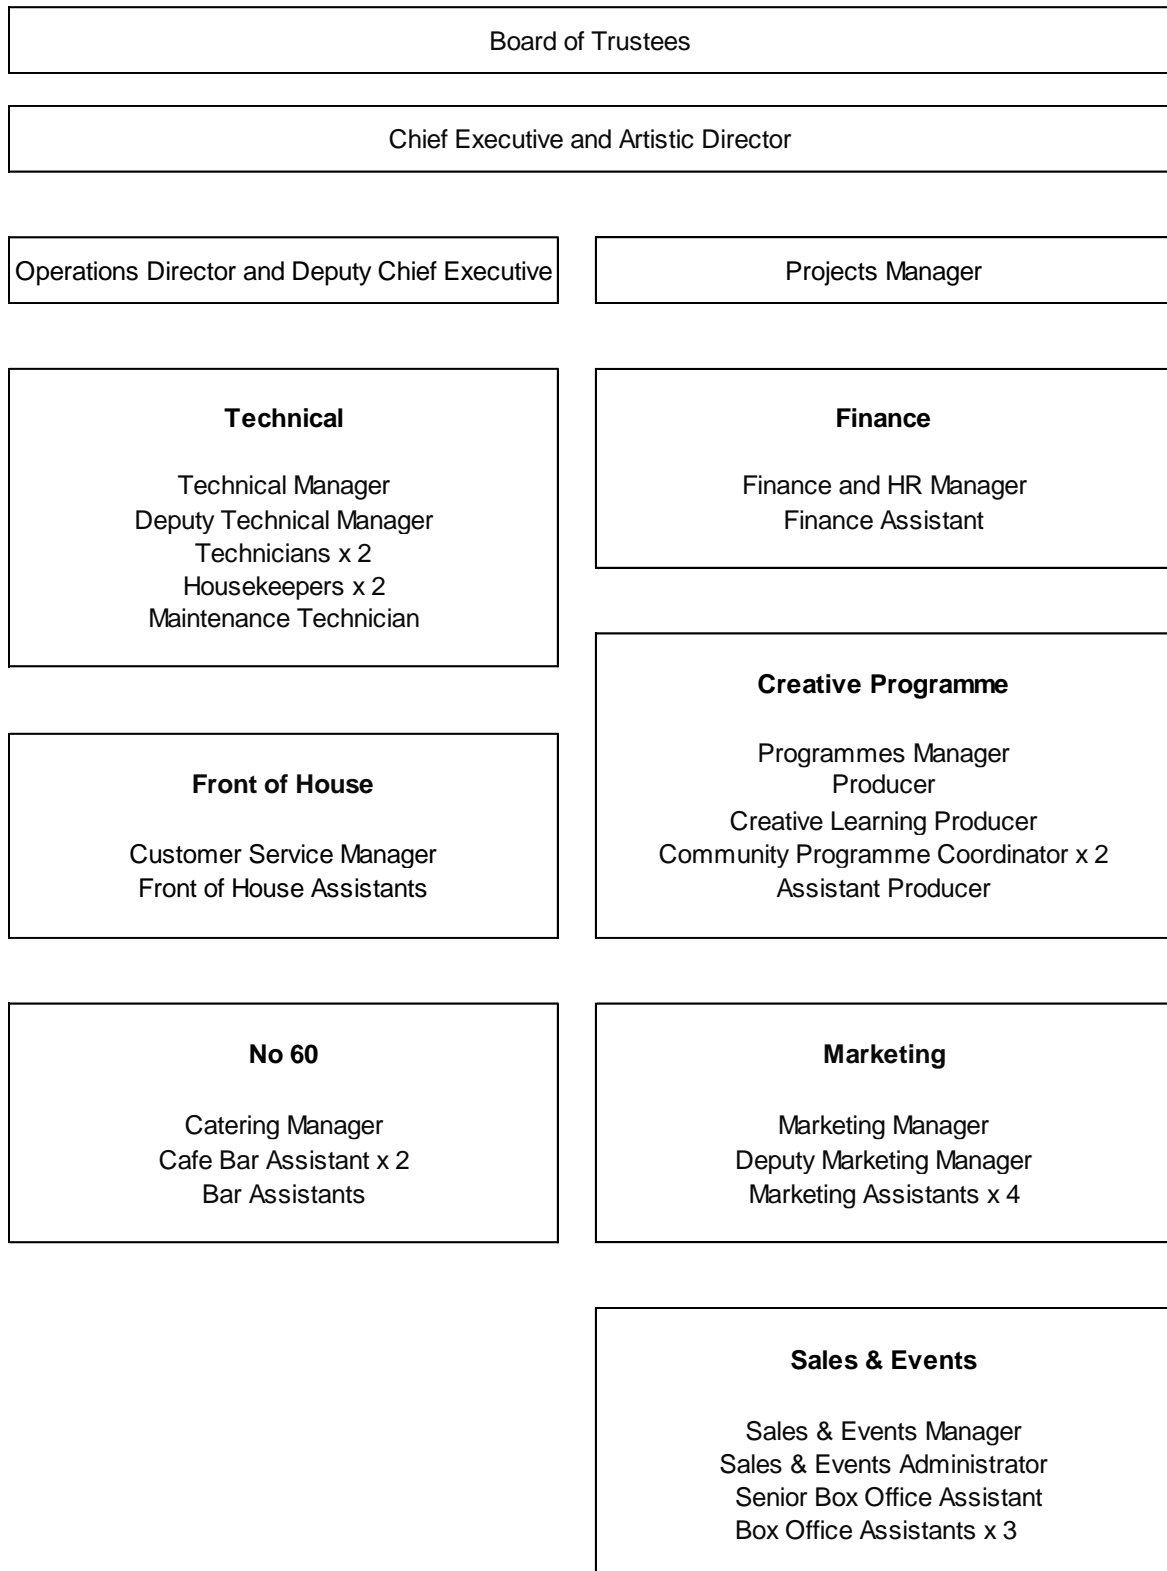 Board of Trustees
Chief Executive and Artistic Director
Operations Director and Deputy Chief Executive
Projects Manager
Technical
Technical Manager
Deputy Technical Manager
Technicians x 2
Housekeepers x 2
Maintenance Technician
Finance
Finance and HR Manager
Finance Assistant
Front of House
Customer Service Manager
Front of House Assistants
Creative Programme
Programmes Manager
Producer
Creative Learning Producer
Community Programme Coordinator x 2
Assistant Producer
No 60
Catering Manager
Cafe Bar Assistant x 2
Bar Assistants
Marketing
Marketing Manager
Deputy Marketing Manager
Marketing Assistants x 4
Sales & Events
Sales & Events Manager
Sales & Events Administrator
Senior Box Office Assistant
Box Office Assistants x 3